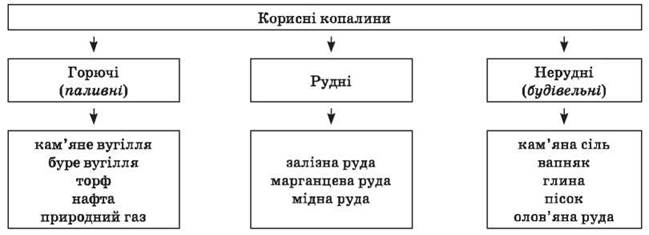 Корисні копалини
Горючі
(паливні)
Рудні
Нерудні
(будівельні)
кам’яне вугілля
буре вугілля
торф
нафта
природний газ
залізна руда
марганцева руда
мідна руда
кам’яна сіль
вапняк
глина
пісок
олов’яна руда